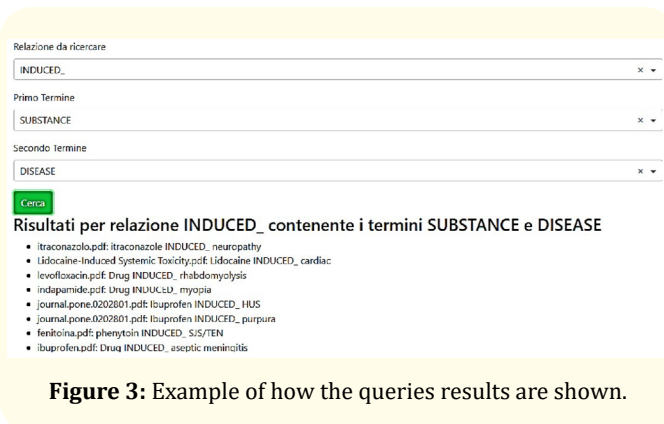 Relazione da ricercare
INDUCED_
Primo Termine
SUBSTANCE
Secondo Termine
DISEASE
Cerca
Risultati per relazione INDUCED_ contenente i termini SUBSTANCE e DISEASE
• itraconazolo.pdf: itraconazole INDUCED_ neuropathy
• Lidocaine-Induced Systemic Toxicity.pdf: Lidocaine INDUCED_ cardiac
• levofloxacin.pdf: Drug INDUCED_ rhabdomyolysis
• indapamide.pdf: Drug INDUCED_ myopia
• journal.pone.0202801.pdf: Ibuprofen INDUCED_ HUS
• journal.pone.0202801.pdf: Ibuprofen INDUCED_ purpura
• fenitoina.pdf: phenytoin INDUCED_ SJS/TEN
• ibuprofen.pdf: Drug INDUCED_ aseptic meningitis
Figure 3: Example of how the queries results are shown.